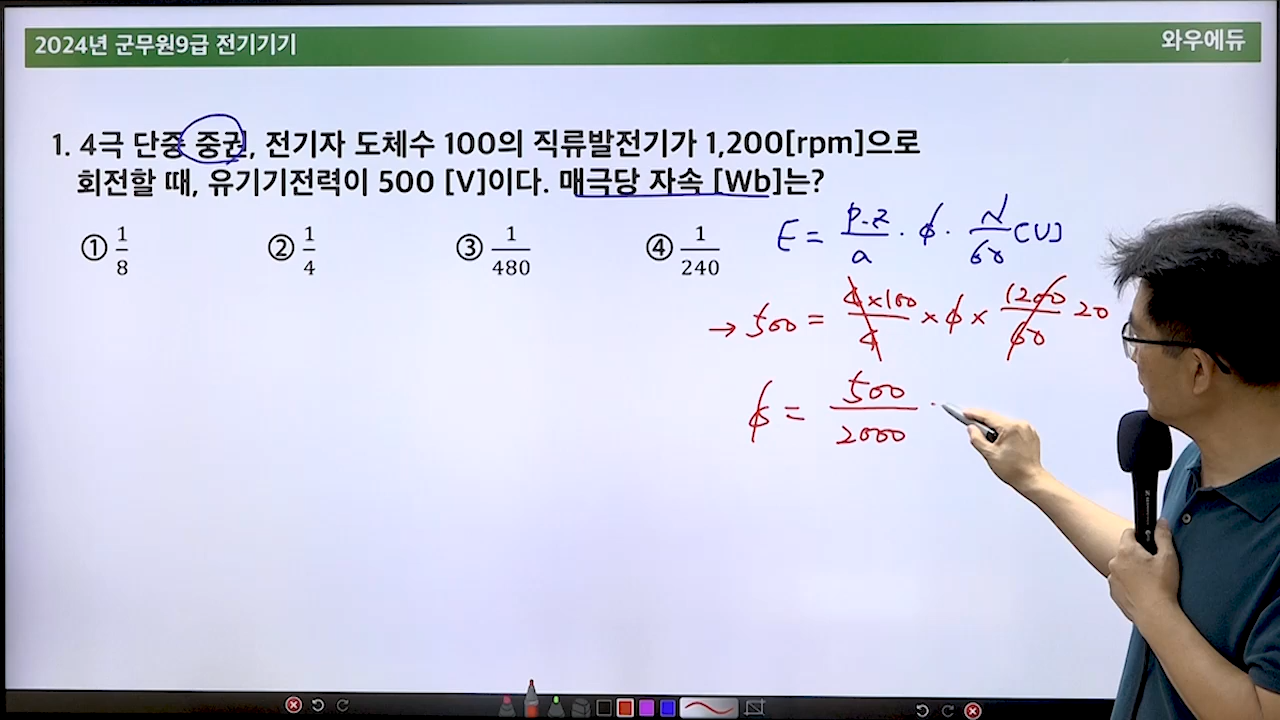 2024년 군무원9급 전기기기
와우에듀
1. 4극 단중 중권, 전기자 도체수 100의 직류발전기가 1,200[rpm]으로
회전할 때, 유기기전력이 500 [V]이다. 매극당 자속 [Wb]는?
① 1/8 ② 1/4 ③ 1/480 ④ 1/240
E = P·Z/a · ϕ · N/60 [V]
→ 500 = 4×100/4 × ϕ × 1200/60 20
ϕ = 500/2000